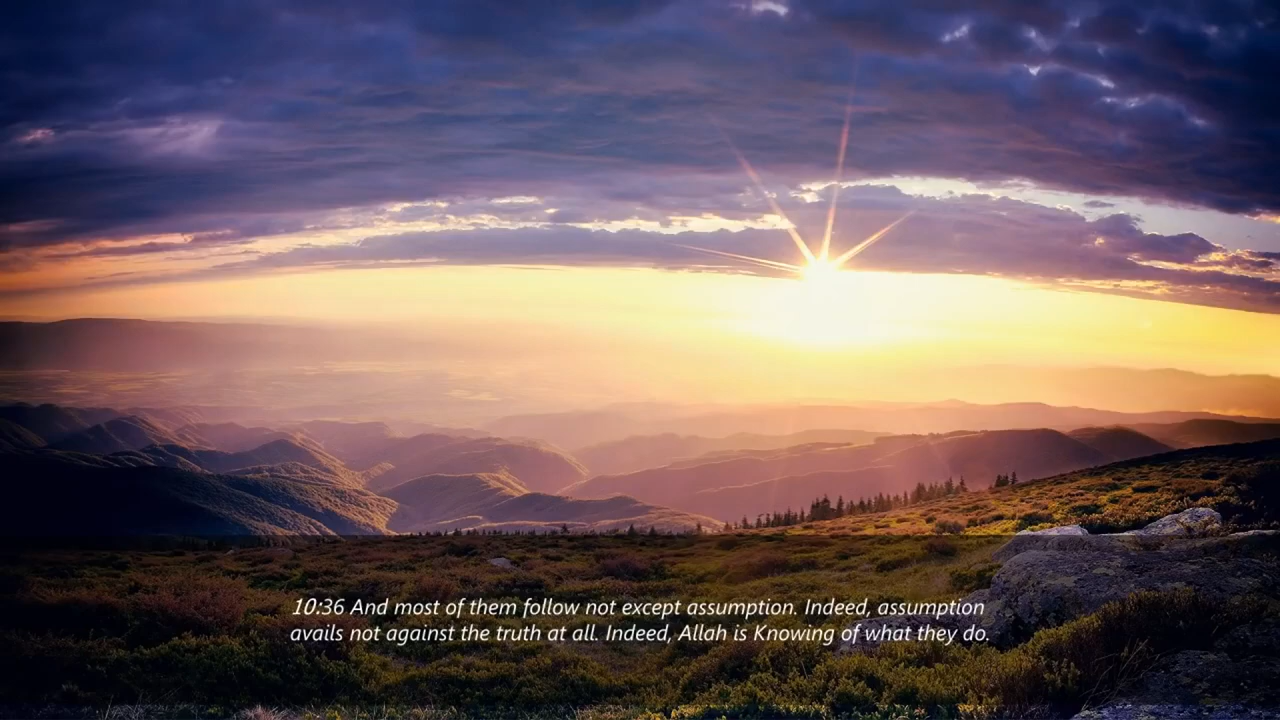 10:36 And most of them follow not except assumption. Indeed, assumption
avails not against the truth at all. Indeed, Allah is Knowing of what they do.